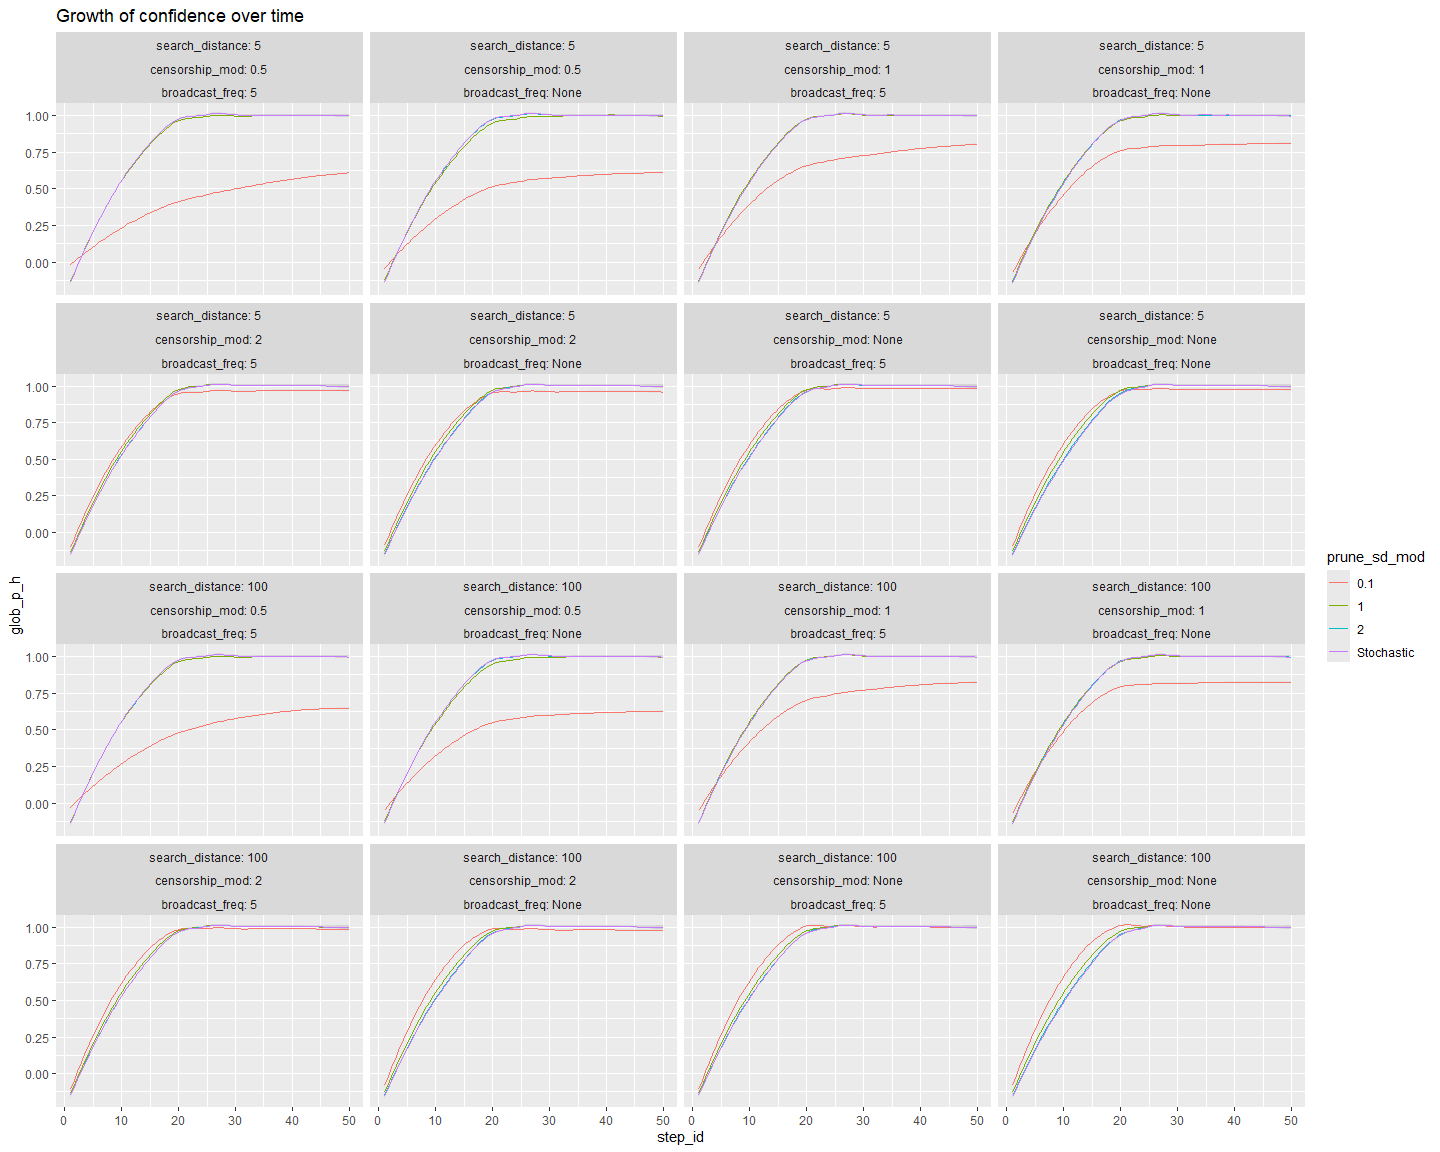 Growth of confidence over time
search_distance: 5
censorship_mod: 0.5
broadcast_freq: 5
search_distance: 5
censorship_mod: 0.5
broadcast_freq: None
search_distance: 5
censorship_mod: 1
broadcast_freq: 5
search_distance: 5
censorship_mod: 1
broadcast_freq: None
1.00
0.75
0.50
0.25
0.00
search_distance: 5
censorship_mod: 2
broadcast_freq: 5
search_distance: 5
censorship_mod: 2
broadcast_freq: None
search_distance: 5
censorship_mod: None
broadcast_freq: 5
search_distance: 5
censorship_mod: None
broadcast_freq: None
1.00
0.75
0.50
0.25
0.00
glob_p_h
search_distance: 100
censorship_mod: 0.5
broadcast_freq: 5
search_distance: 100
censorship_mod: 0.5
broadcast_freq: None
search_distance: 100
censorship_mod: 1
broadcast_freq: 5
search_distance: 100
censorship_mod: 1
broadcast_freq: None
1.00
0.75
0.50
0.25
0.00
search_distance: 100
censorship_mod: 2
broadcast_freq: 5
search_distance: 100
censorship_mod: 2
broadcast_freq: None
search_distance: 100
censorship_mod: None
broadcast_freq: 5
search_distance: 100
censorship_mod: None
broadcast_freq: None
1.00
0.75
0.50
0.25
0.00
0 10 20 30 40 50
0 10 20 30 40 50
0 10 20 30 40 50
0 10 20 30 40 50
step_id
prune_sd_mod
0.1
1
2
Stochastic